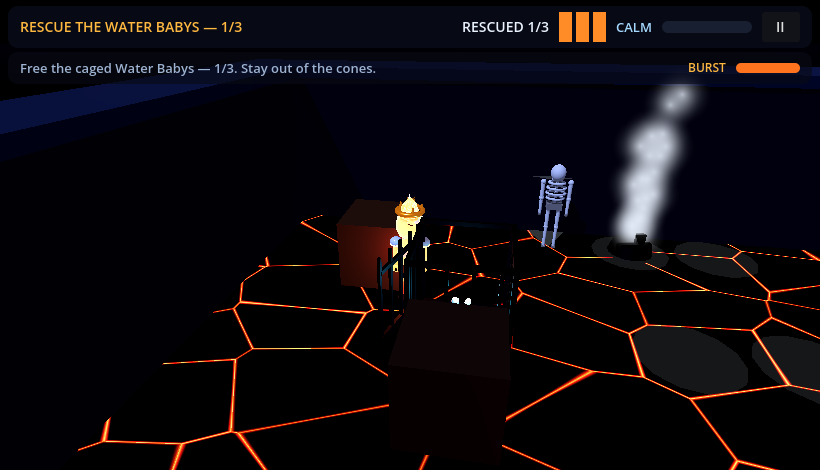 RESCUE THE WATER BABYS — 1/3
RESCUED 1/3
CALM
Free the caged Water Babys — 1/3. Stay out of the cones.
BURST